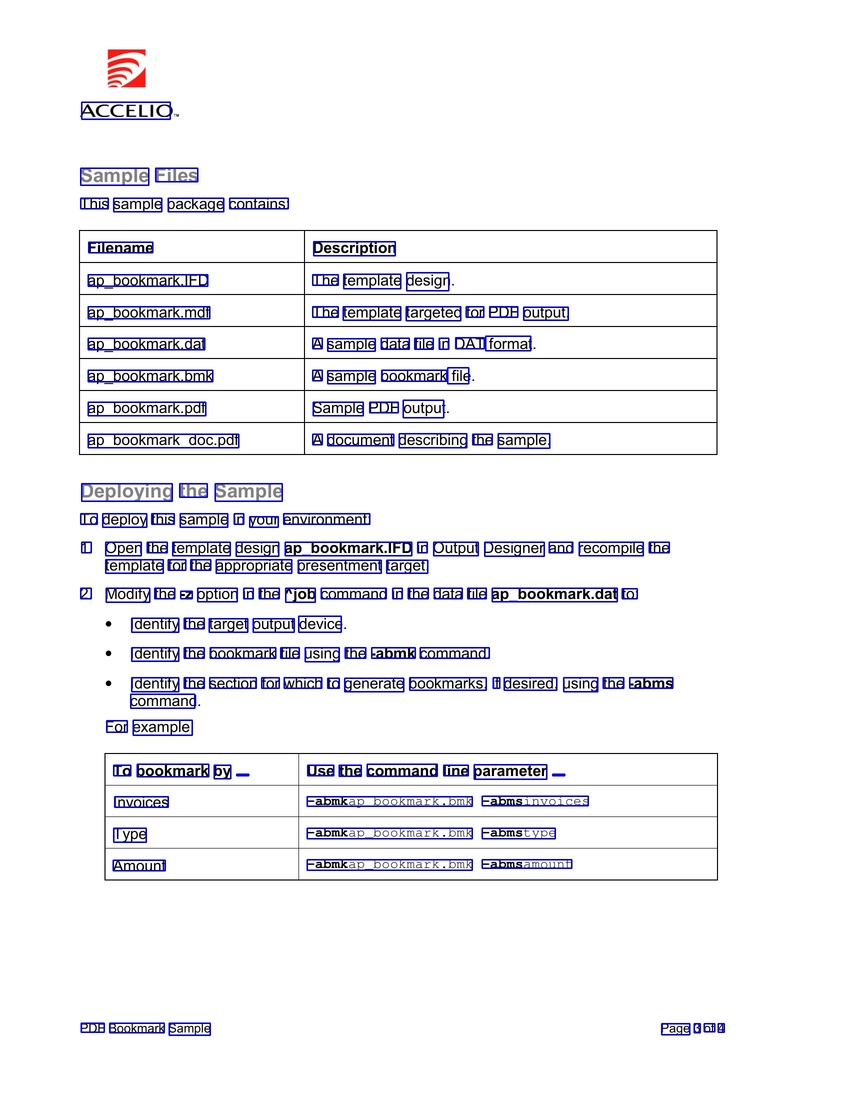 ACCELIO™
Sample Files
This sample package contains:
Filename Description
ap_bookmark.IFD The template design.
ap_bookmark.mdf The template targeted for PDF output.
ap_bookmark.dat A sample data file in DAT format.
ap_bookmark.bmk A sample bookmark file.
ap_bookmark.pdf Sample PDF output.
ap_bookmark_doc.pdf A document describing the sample.
Deploying the Sample
To deploy this sample in your environment:
1. Open the template design ap_bookmark.IFD in Output Designer and recompile the
template for the appropriate presentment target.
2. Modify the -z option in the ^job command in the data file ap_bookmark.dat to:
• Identify the target output device.
• Identify the bookmark file using the -abmk command.
• Identify the section for which to generate bookmarks, if desired, using the -abms
command.
For example,
To bookmark by … Use the command line parameter …
Invoices -abmkap_bookmark.bmk -abmsinvoices
Type -abmkap_bookmark.bmk -abmstype
Amount -abmkap_bookmark.bmk -abmsamount
PDF Bookmark Sample Page 3 of 4